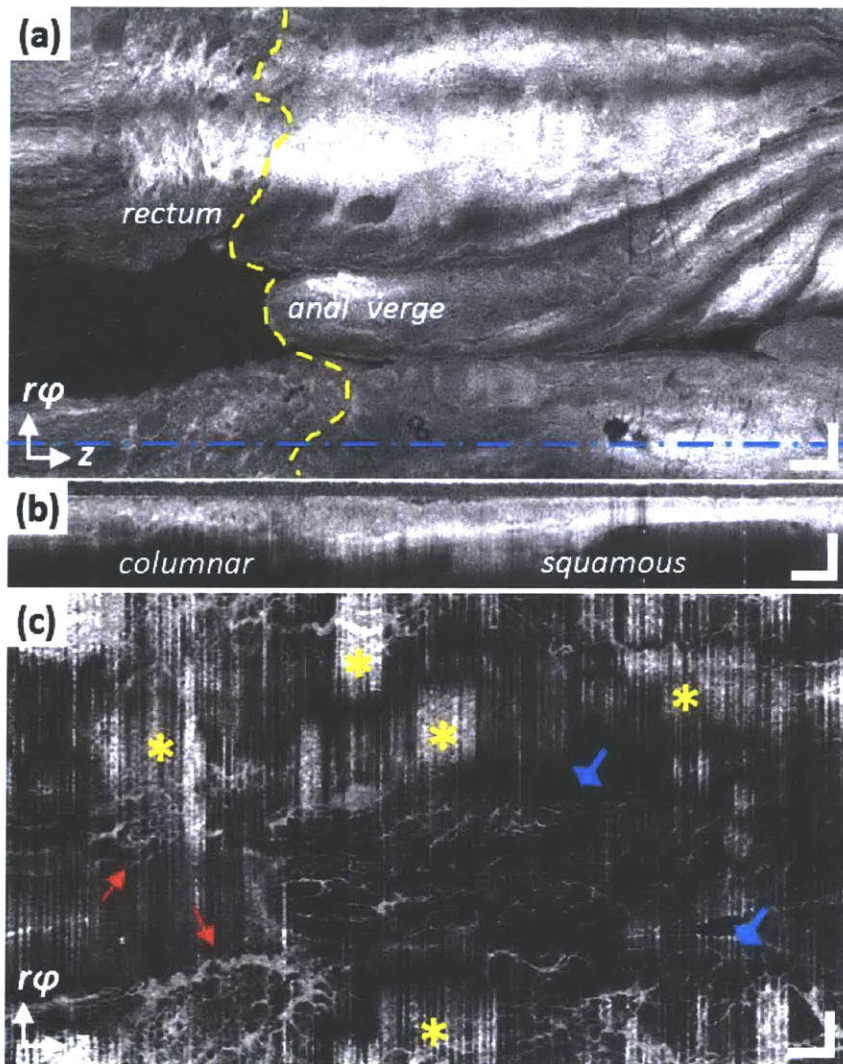 (a)
rectum
anal verge
rφ
z
(b)
columnar
squamous
(c)
* * * * *
rφ